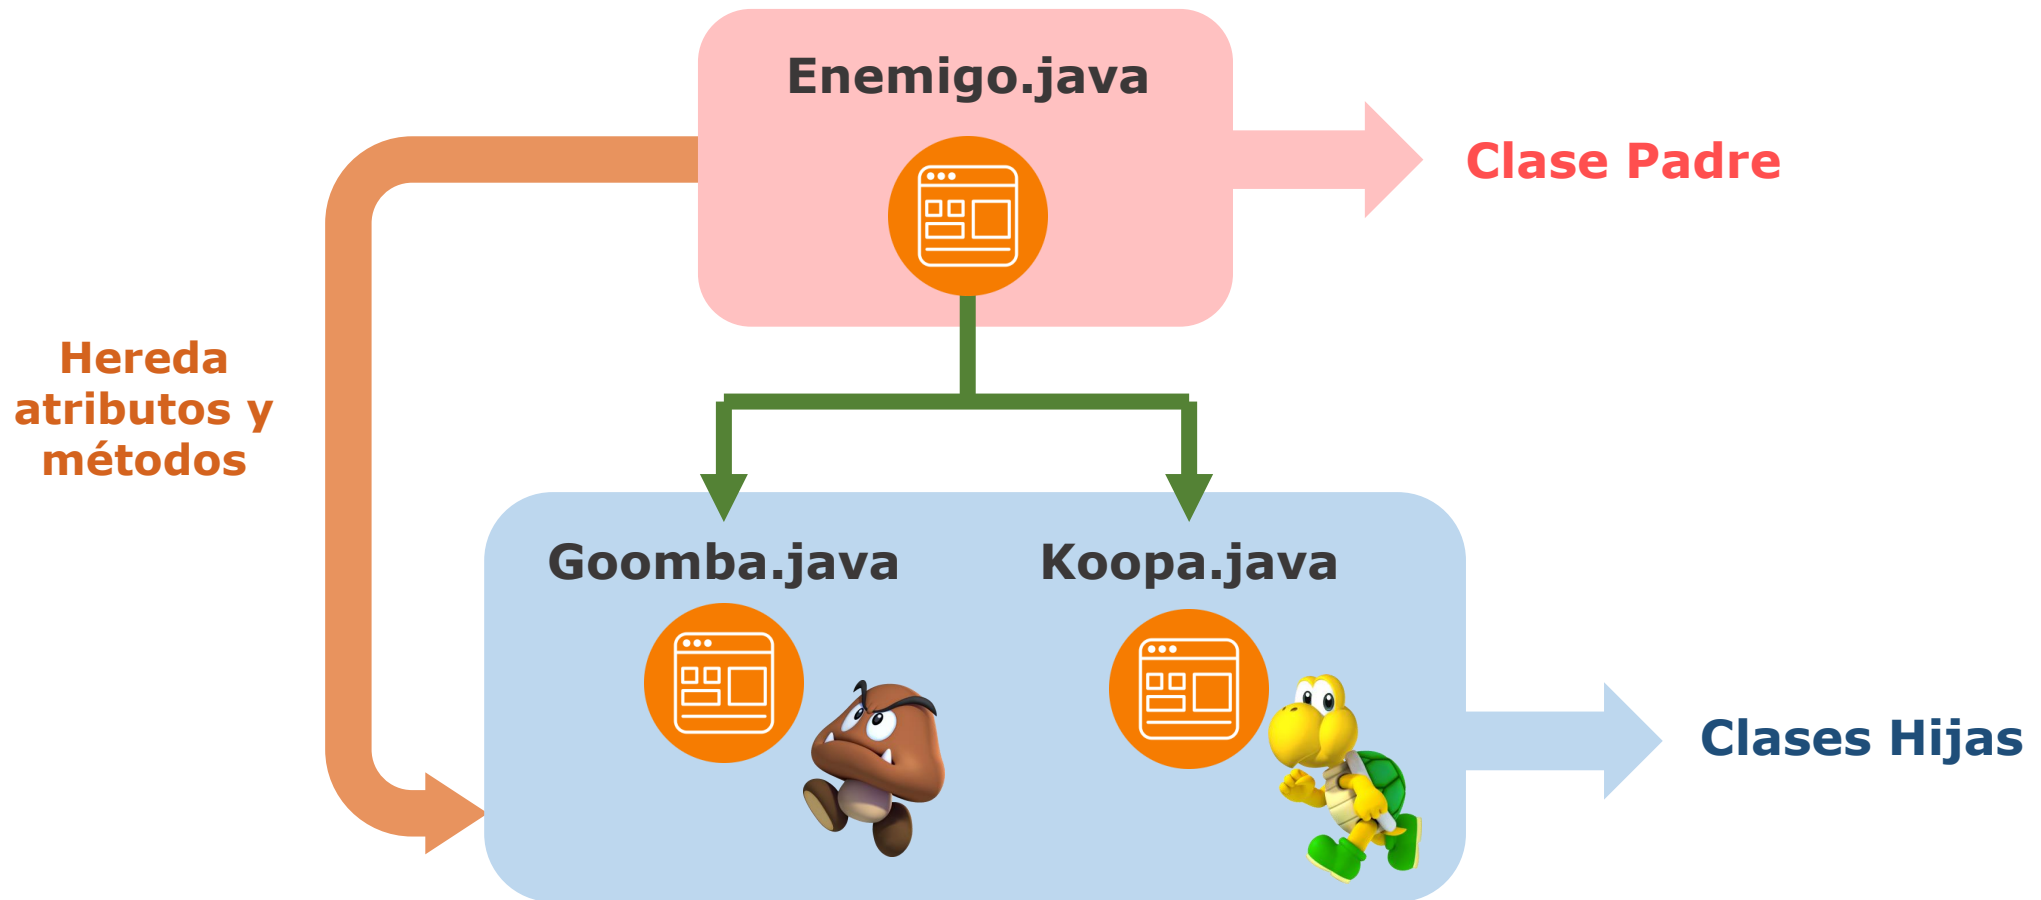 Enemigo.java
Clase Padre
Hereda
atributos y
métodos
Goomba.java
Koopa.java
Clases Hijas